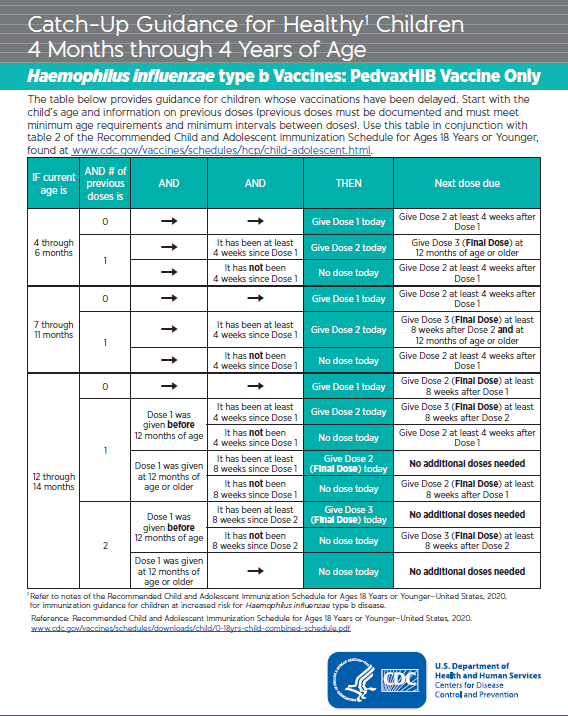 Catch-Up Guidance for Healthy¹ Children
4 Months through 4 Years of Age
Haemophilus influenzae type b Vaccines: PedvaxHIB Vaccine Only
The table below provides guidance for children whose vaccinations have been delayed. Start with the
child's age and information on previous doses (previous doses must be documented and must meet
minimum age requirements and minimum intervals between doses). Use this table in conjunction with
table 2 of the Recommended Child and Adolescent Immunization Schedule for Ages 18 Years or Younger,
found at www.cdc.gov/vaccines/schedules/hcp/child-adolescent.html.
IF current
age is
AND # of
previous
doses is
AND
AND
THEN
Next dose due
4 through
6 months
0
→
→
Give Dose 1 today
Give Dose 2 at least 4 weeks after
Dose 1
1
→
It has been at least
4 weeks since Dose 1
Give Dose 2 today
Give Dose 3 (Final Dose) at
12 months of age or older
→
It has not been
4 weeks since Dose 1
No dose today
Give Dose 2 at least 4 weeks after
Dose 1
7 through
11 months
0
→
→
Give Dose 1 today
Give Dose 2 at least 4 weeks after
Dose 1
1
→
It has been at least
4 weeks since Dose 1
Give Dose 2 today
Give Dose 3 (Final Dose) at least
8 weeks after Dose 2 and at
12 months of age or older
→
It has not been
4 weeks since Dose 1
No dose today
Give Dose 2 at least 4 weeks after
Dose 1
12 through
14 months
0
→
→
Give Dose 1 today
Give Dose 2 (Final Dose) at least
8 weeks after Dose 1
1
Dose 1 was
given before
12 months of age
It has been at least
4 weeks since Dose 1
Give Dose 2 today
Give Dose 3 (Final Dose) at least
8 weeks after Dose 2
It has not been
4 weeks since Dose 1
No dose today
Give Dose 2 at least 4 weeks after
Dose 1
Dose 1 was given
at 12 months of
age or older
It has been at least
8 weeks since Dose 1
Give Dose 2
(Final Dose) today
No additional doses needed
It has not been
8 weeks since Dose 1
No dose today
Give Dose 2 (Final Dose) at least
8 weeks after Dose 1
2
Dose 1 was
given before
12 months of age
It has been at least
8 weeks since Dose 2
Give Dose 3
(Final Dose) today
No additional doses needed
It has not been
8 weeks since Dose 2
No dose today
Give Dose 3 (Final Dose) at least
8 weeks after Dose 2
Dose 1 was given
at 12 months of
age or older
→
No dose today
No additional doses needed
¹Refer to notes of the Recommended Child and Adolescent Immunization Schedule for Ages 18 Years or Younger—United States, 2020,
for immunization guidance for children at increased risk for Haemophilus influenzae type b disease.
Reference: Recommended Child and Adolescent Immunization Schedule for Ages 18 Years or Younger—United States, 2020.
www.cdc.gov/vaccines/schedules/downloads/child/0-18yrs-child-combined-schedule.pdf
CDC
U.S. Department of
Health and Human Services
Centers for Disease
Control and Prevention